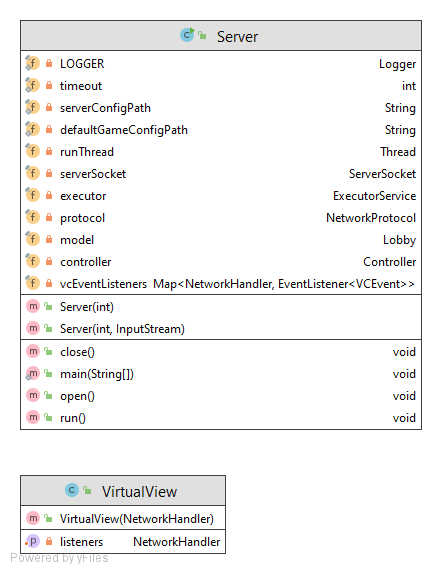 Server
LOGGER Logger
timeout int
serverConfigPath String
defaultGameConfigPath String
runThread Thread
serverSocket ServerSocket
executor ExecutorService
protocol NetworkProtocol
model Lobby
controller Controller
vcEventListeners Map<NetworkHandler, EventListener<VCEvent>>
Server(int)
Server(int, InputStream)
close() void
main(String[]) void
open() void
run() void
VirtualView
VirtualView(NetworkHandler)
listeners NetworkHandler
Powered by yFiles